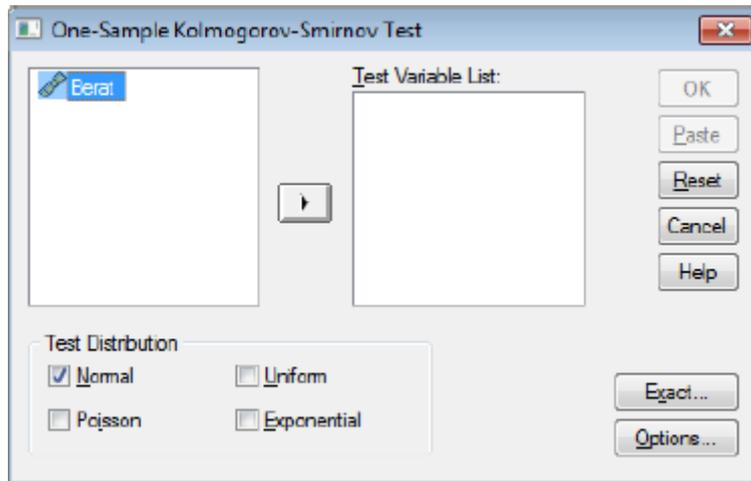 One-Sample Kolmogorov-Smirnov Test
Berat
Test Variable List:
OK
Paste
Reset
Cancel
Help
Test Distribution
Normal
Uniform
Poisson
Exponential
Exact...
Options...